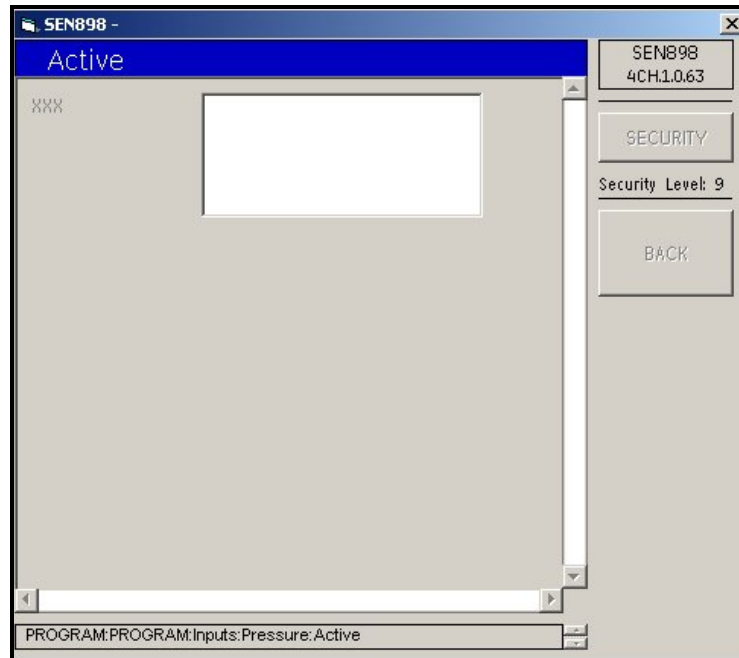 SEN898 -
Active
SEN898
4CH.1.0.63
XXX
SECURITY
Security Level: 9
BACK
PROGRAM:PROGRAM:Inputs:Pressure:Active